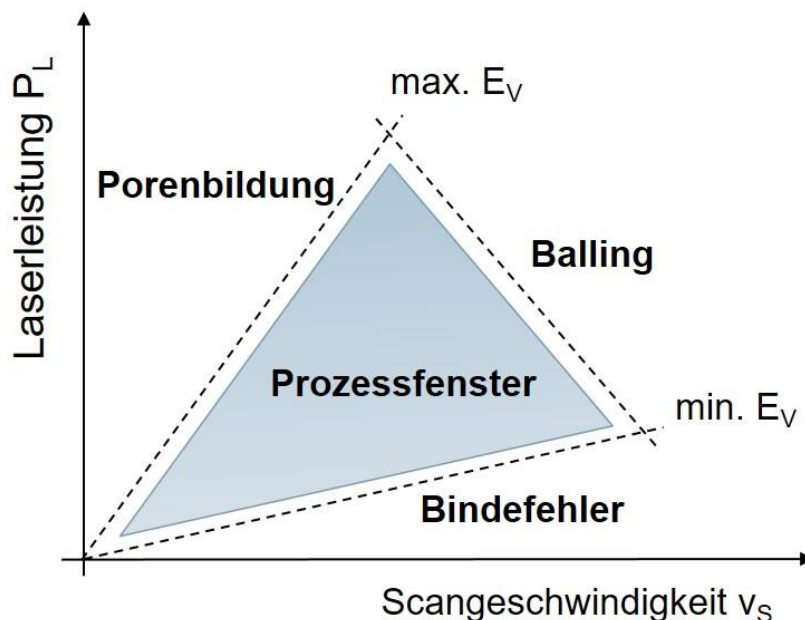 Laserleistung P_L
max. E_V
Porenbildung
Balling
Prozessfenster
min. E_V
Bindefehler
Scangeschwindigkeit v_S